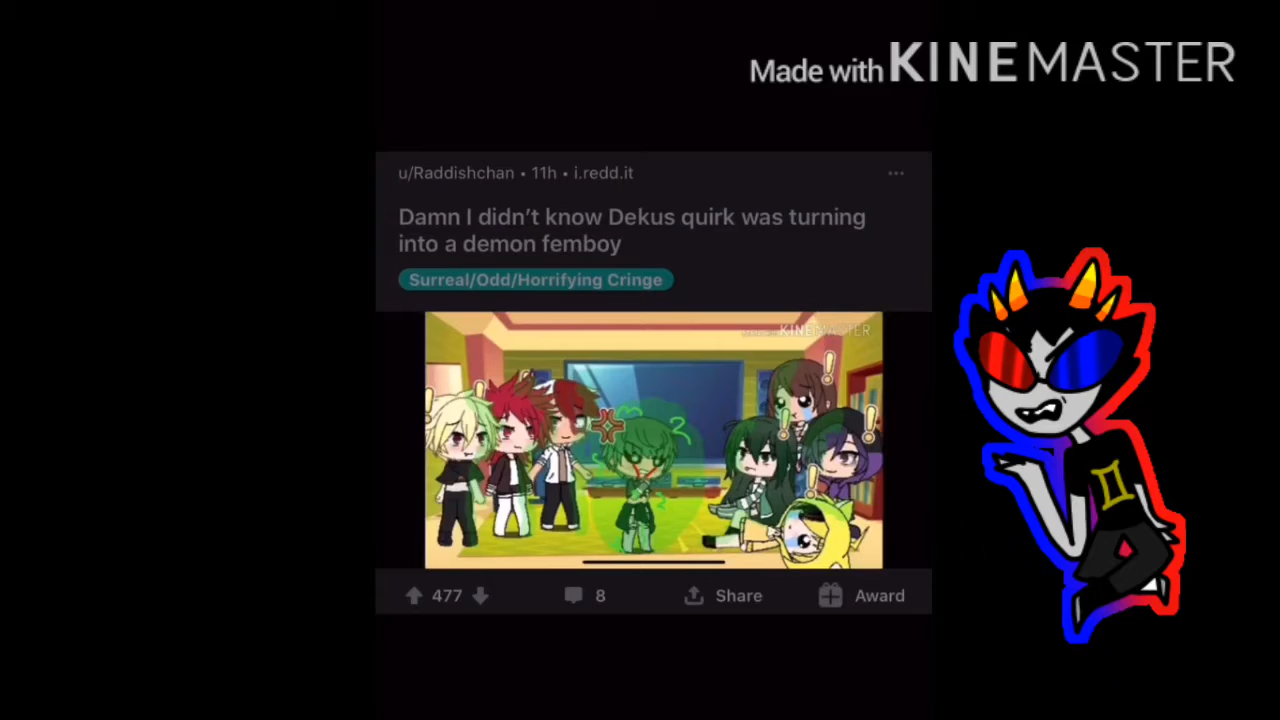 Made with KINEMASTER
u/Raddishchan • 11h • i.redd.it
Damn I didn’t know Dekus quirk was turning
into a demon femboy
Surreal/Odd/Horrifying Cringe
KINEMASTER
477
8
Share
Award